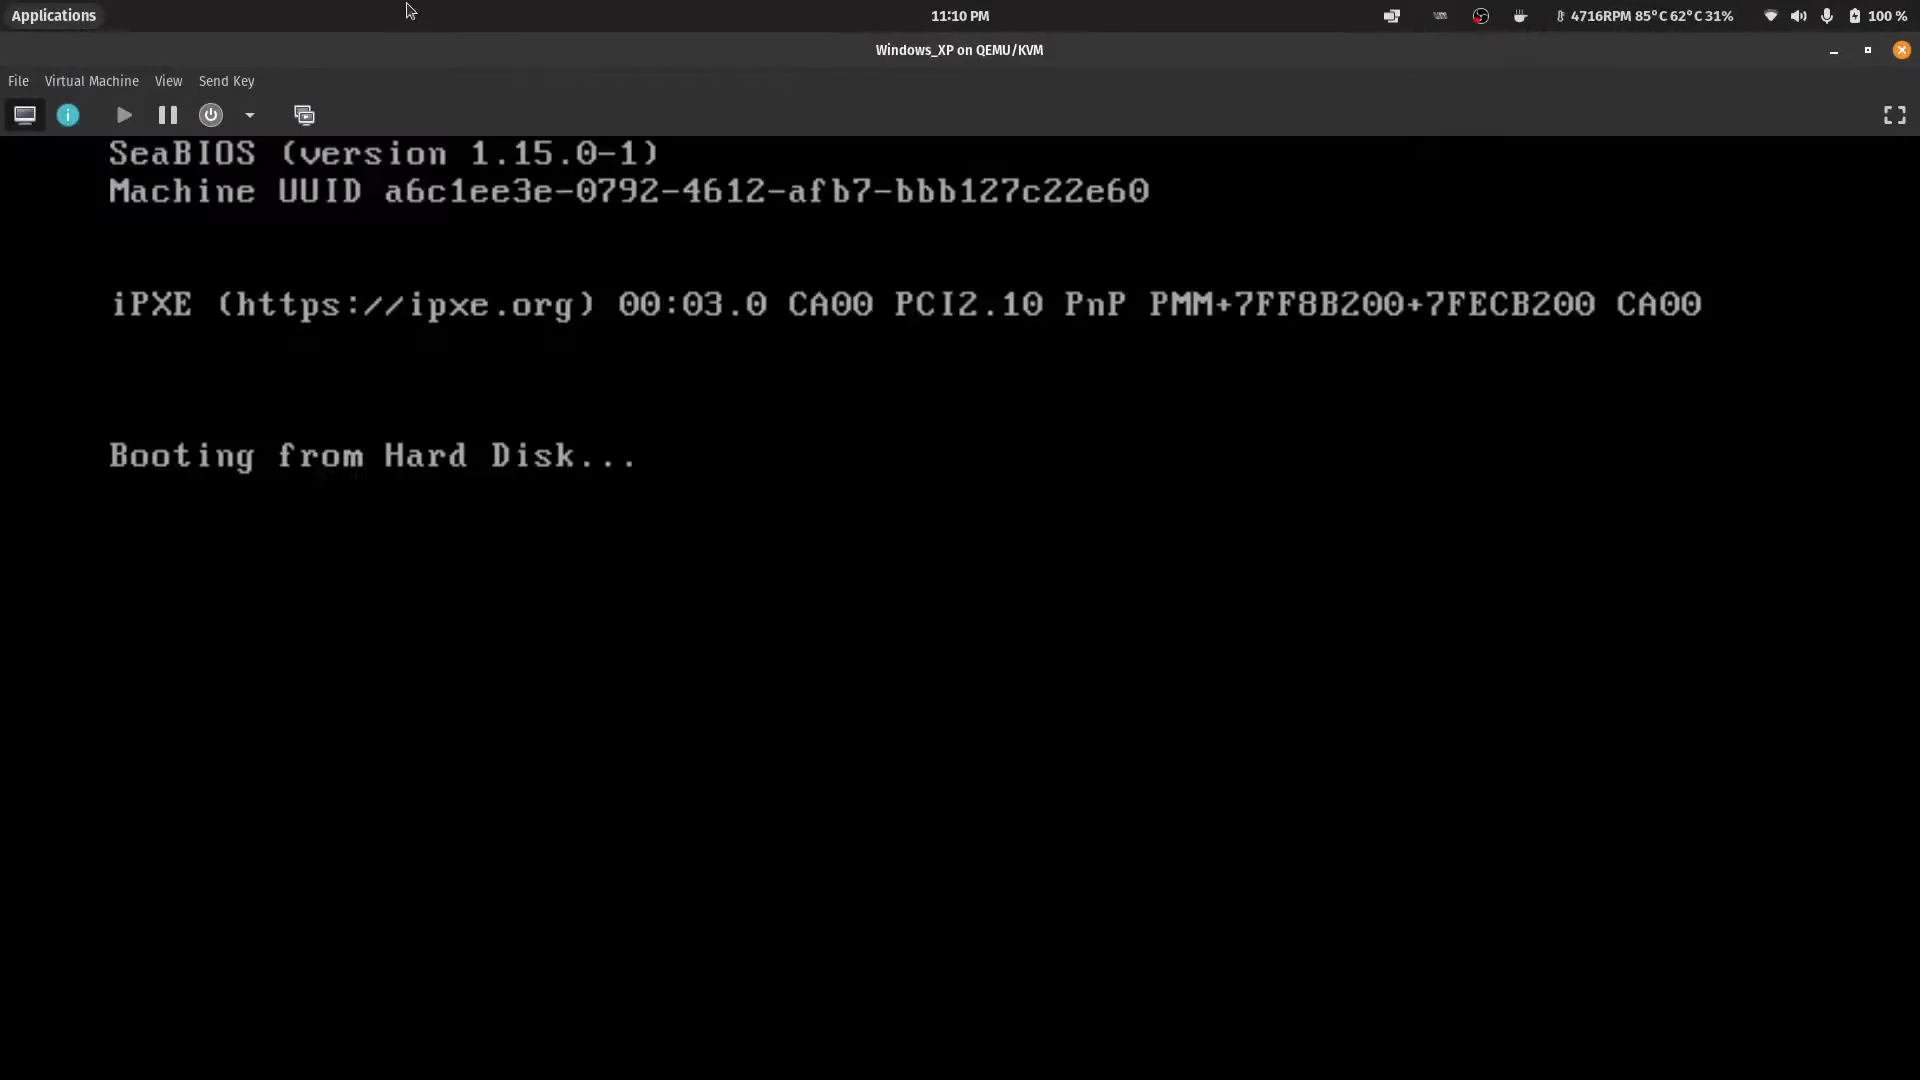 Applications
11:10 PM
4716RPM 85°C 62°C 31%
100 %
Windows_XP on QEMU/KVM
File Virtual Machine View Send Key
SeaBIOS (version 1.15.0-1)
Machine UUID a6c1ee3e-0792-4612-afb7-bbb127c22e60
iPXE (https://ipxe.org) 00:03.0 CA00 PCI2.10 PnP PMM+7FF8B200+7FECB200 CA00
Booting from Hard Disk...